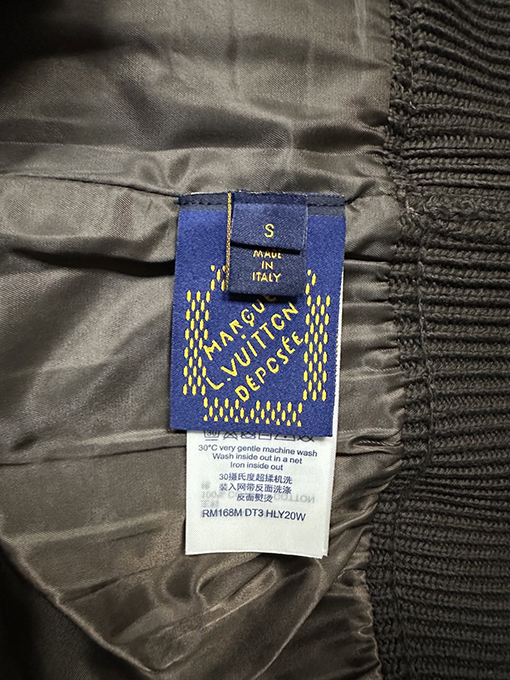 S
MADE
IN
ITALY
MARQUE
L.VUITTON
DÉPOSÉE
30°C very gentle machine wash
Wash inside out in a net
Iron inside out
30摄氏度超揉机洗
装入网带反面洗涤
反面熨烫
RM168M DT3 HLY20W